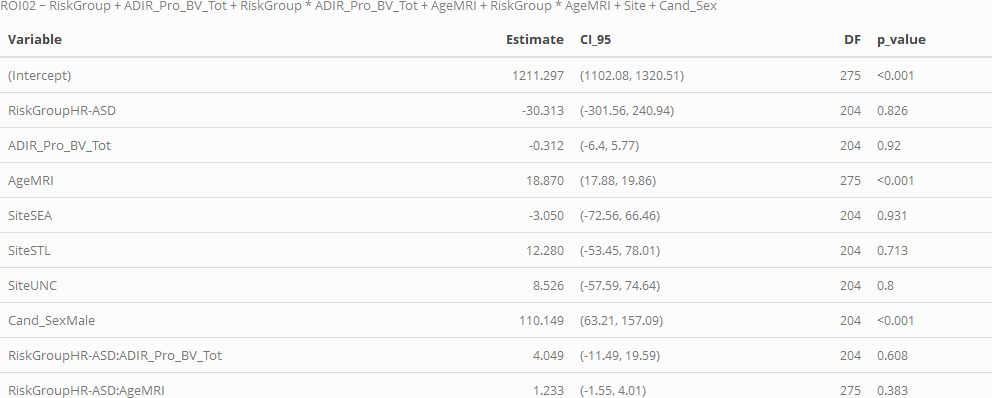 ROI02 ~ RiskGroup + ADIR_Pro_BV_Tot + RiskGroup * ADIR_Pro_BV_Tot + AgeMRI + RiskGroup * AgeMRI + Site + Cand_Sex
Variable Estimate CI_95 DF p_value
(Intercept) 1211.297 (1102.08, 1320.51) 275 <0.001
RiskGroupHR-ASD -30.313 (-301.56, 240.94) 204 0.826
ADIR_Pro_BV_Tot -0.312 (-6.4, 5.77) 204 0.92
AgeMRI 18.870 (17.88, 19.86) 275 <0.001
SiteSEA -3.050 (-72.56, 66.46) 204 0.931
SiteSTL 12.280 (-53.45, 78.01) 204 0.713
SiteUNC 8.526 (-57.59, 74.64) 204 0.8
Cand_SexMale 110.149 (63.21, 157.09) 204 <0.001
RiskGroupHR-ASD:ADIR_Pro_BV_Tot 4.049 (-11.49, 19.59) 204 0.608
RiskGroupHR-ASD:AgeMRI 1.233 (-1.55, 4.01) 275 0.383